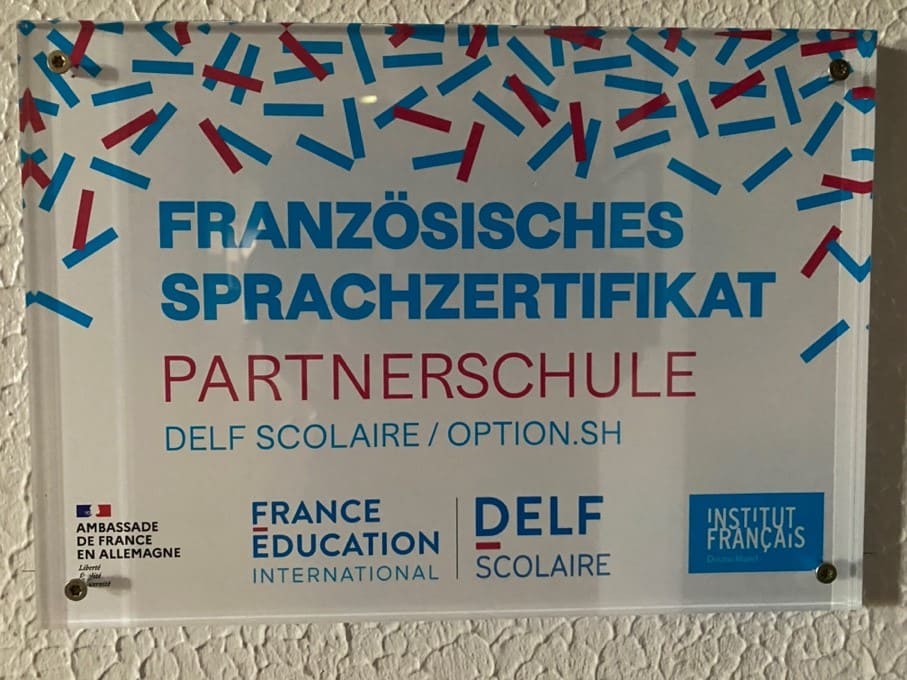 FRANZÖSISCHES
SPRACHZERTIFIKAT
PARTNERSCHULE
DELF SCOLAIRE / OPTION.SH
AMBASSADE
DE FRANCE
EN ALLEMAGNE
Liberté
FRANCE
ÉDUCATION
INTERNATIONAL
DELF
SCOLAIRE
INSTITUT
FRANÇAIS